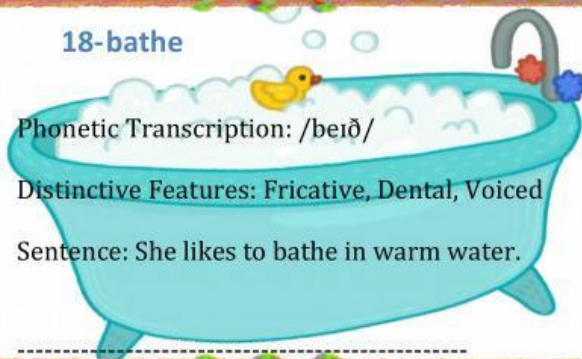 18-bathe
Phonetic Transcription: /beɪð/
Distinctive Features: Fricative, Dental, Voiced
Sentence: She likes to bathe in warm water.
--------------------------------------------------